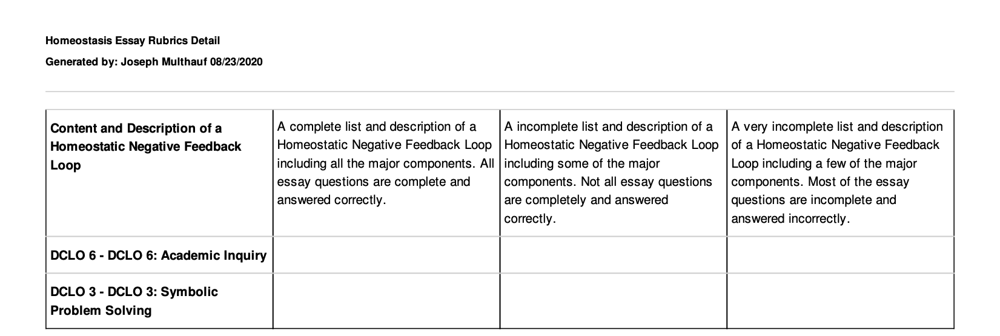 Homeostasis Essay Rubrics Detail
Generated by: Joseph Multhauf 08/23/2020
Content and Description of a
Homeostatic Negative Feedback
Loop
A complete list and description of a
Homeostatic Negative Feedback Loop
including all the major components. All
essay questions are complete and
answered correctly.
A incomplete list and description of a
Homeostatic Negative Feedback Loop
including some of the major
components. Not all essay questions
are completely and answered
correctly.
A very incomplete list and description
of a Homeostatic Negative Feedback
Loop including a few of the major
components. Most of the essay
questions are incomplete and
answered incorrectly.
DCLO 6 - DCLO 6: Academic Inquiry
DCLO 3 - DCLO 3: Symbolic
Problem Solving